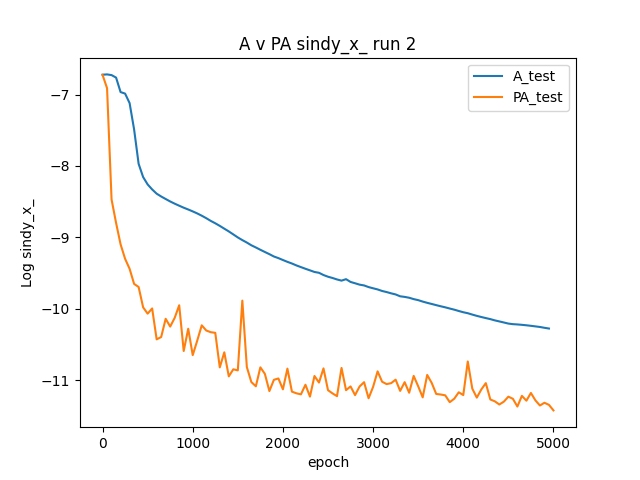 A v PA sindy_x_ run 2
A_test
PA_test
Log sindy_x_
−7
−8
−9
−10
−11
0
1000
2000
3000
4000
5000
epoch